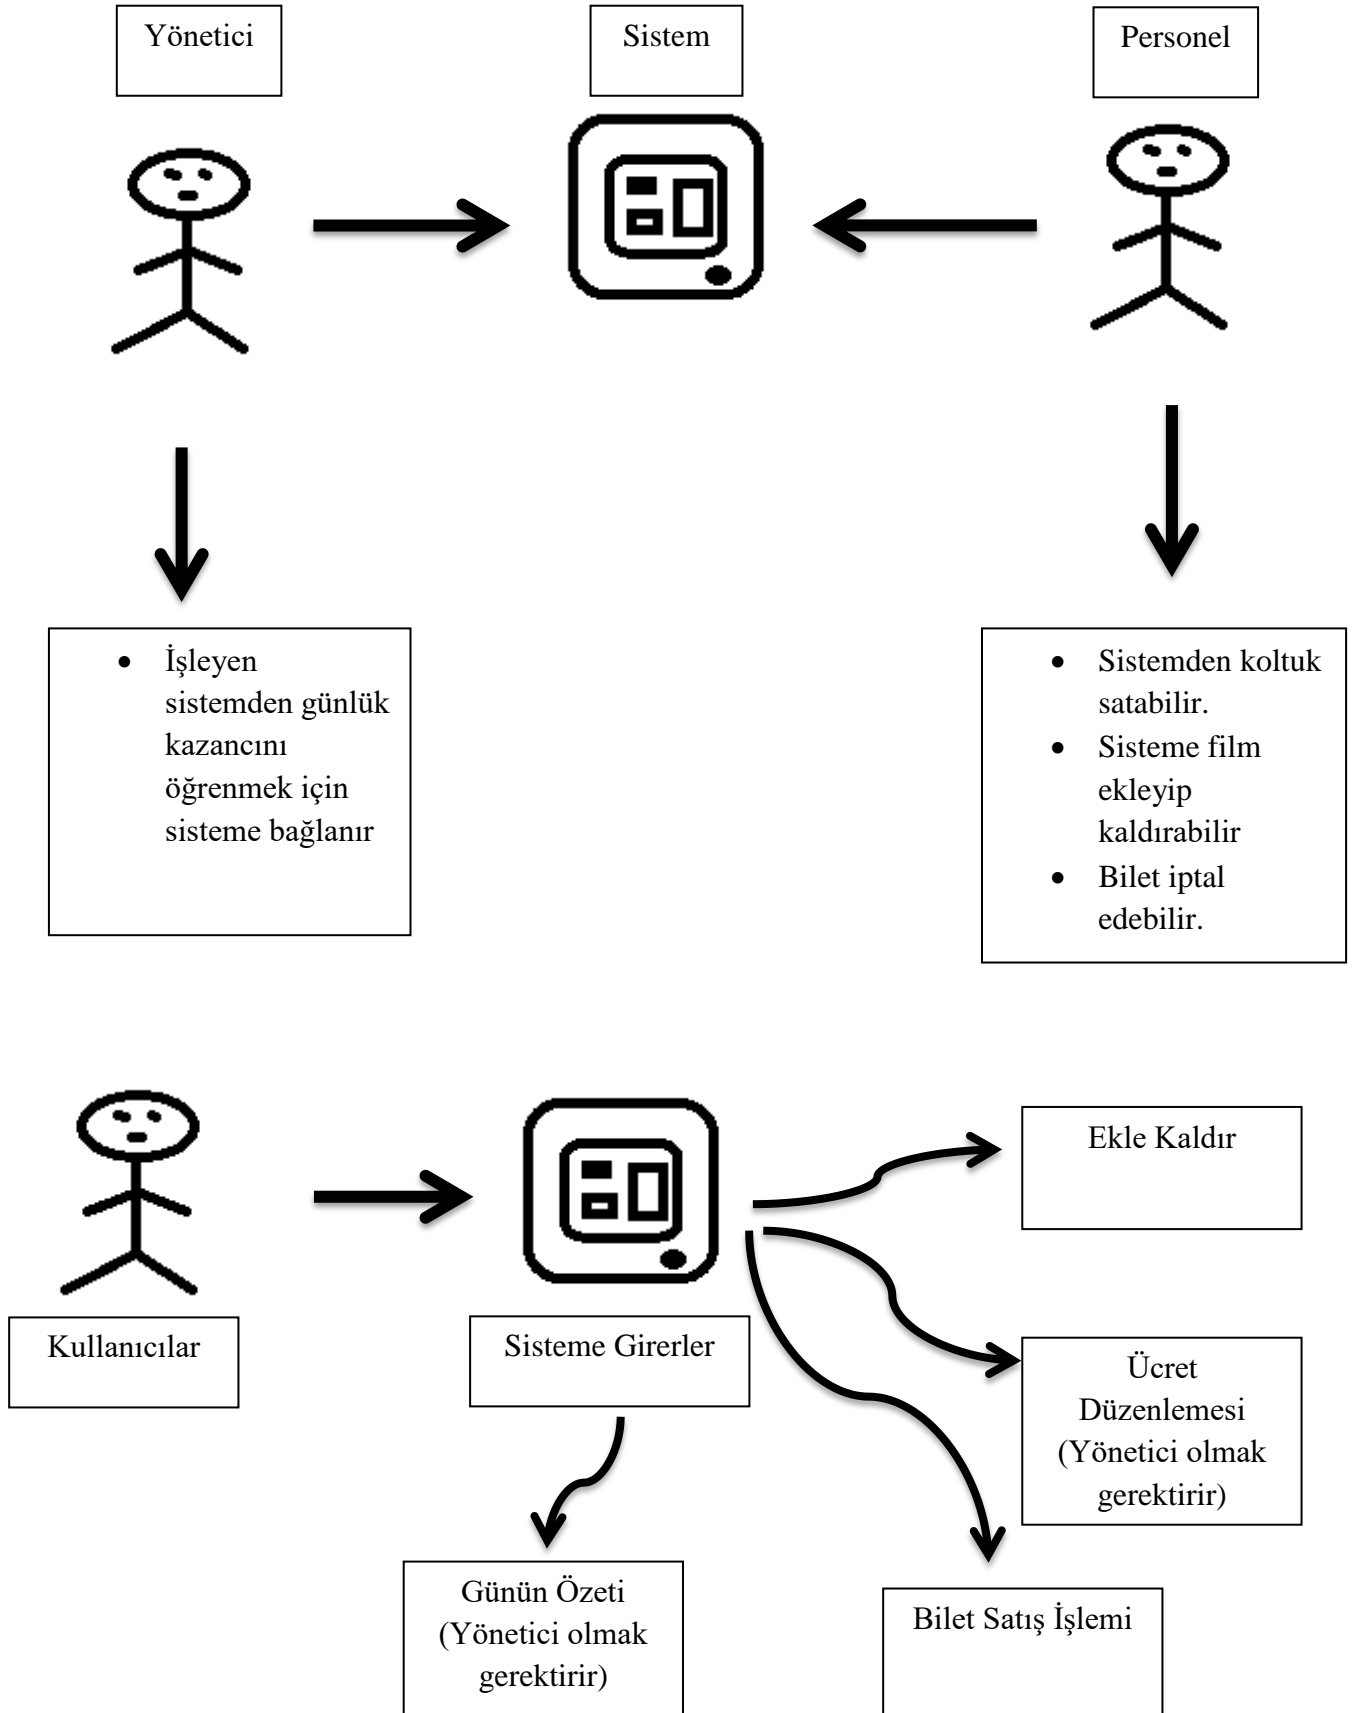 Yönetici
Sistem
Personel
• İşleyen
sistemden günlük
kazancını
öğrenmek için
sisteme bağlanır
• Sistemden koltuk
satabilir.
• Sisteme film
ekleyip
kaldırabilir
• Bilet iptal
edebilir.
Ekle Kaldır
Kullanıcılar
Sisteme Girerler
Ücret
Düzenlemesi
(Yönetici olmak
gerektirir)
Günün Özeti
(Yönetici olmak
gerektirir)
Bilet Satış İşlemi